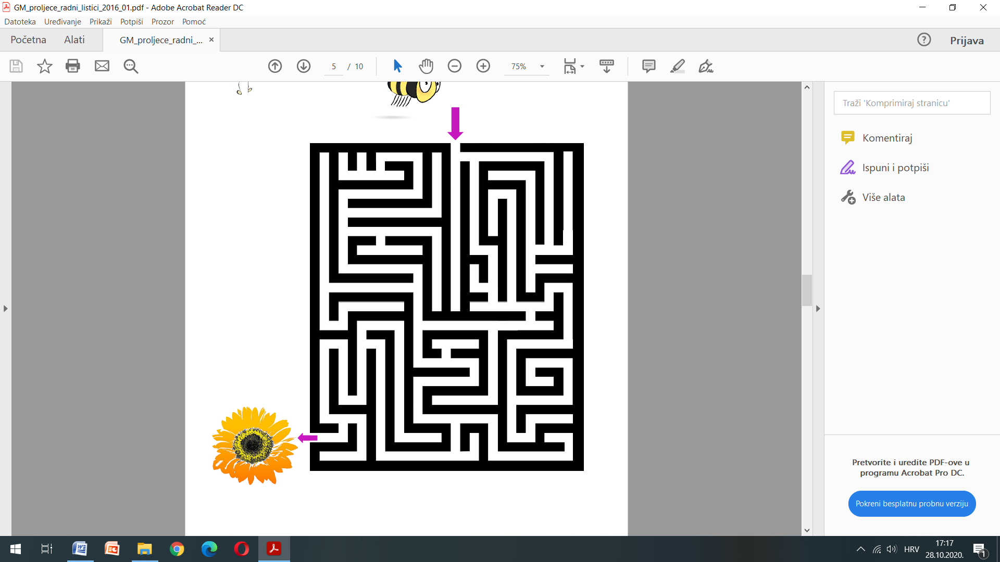 GM_proljece_radni_listici_2016_01.pdf - Adobe Acrobat Reader DC
Datoteka Uređivanje Prikaži Potpiši Prozor Pomoć
Početna Alati GM_proljece_radni_... × ? Prijava
5 / 10 75%
Traži 'Komprimiraj stranicu'
Komentiraj
Ispuni i potpiši
Više alata
Pretvorite i uredite PDF-ove u
programu Acrobat Pro DC.
Pokreni besplatnu probnu verziju
HRV
17:17
28.10.2020.
1